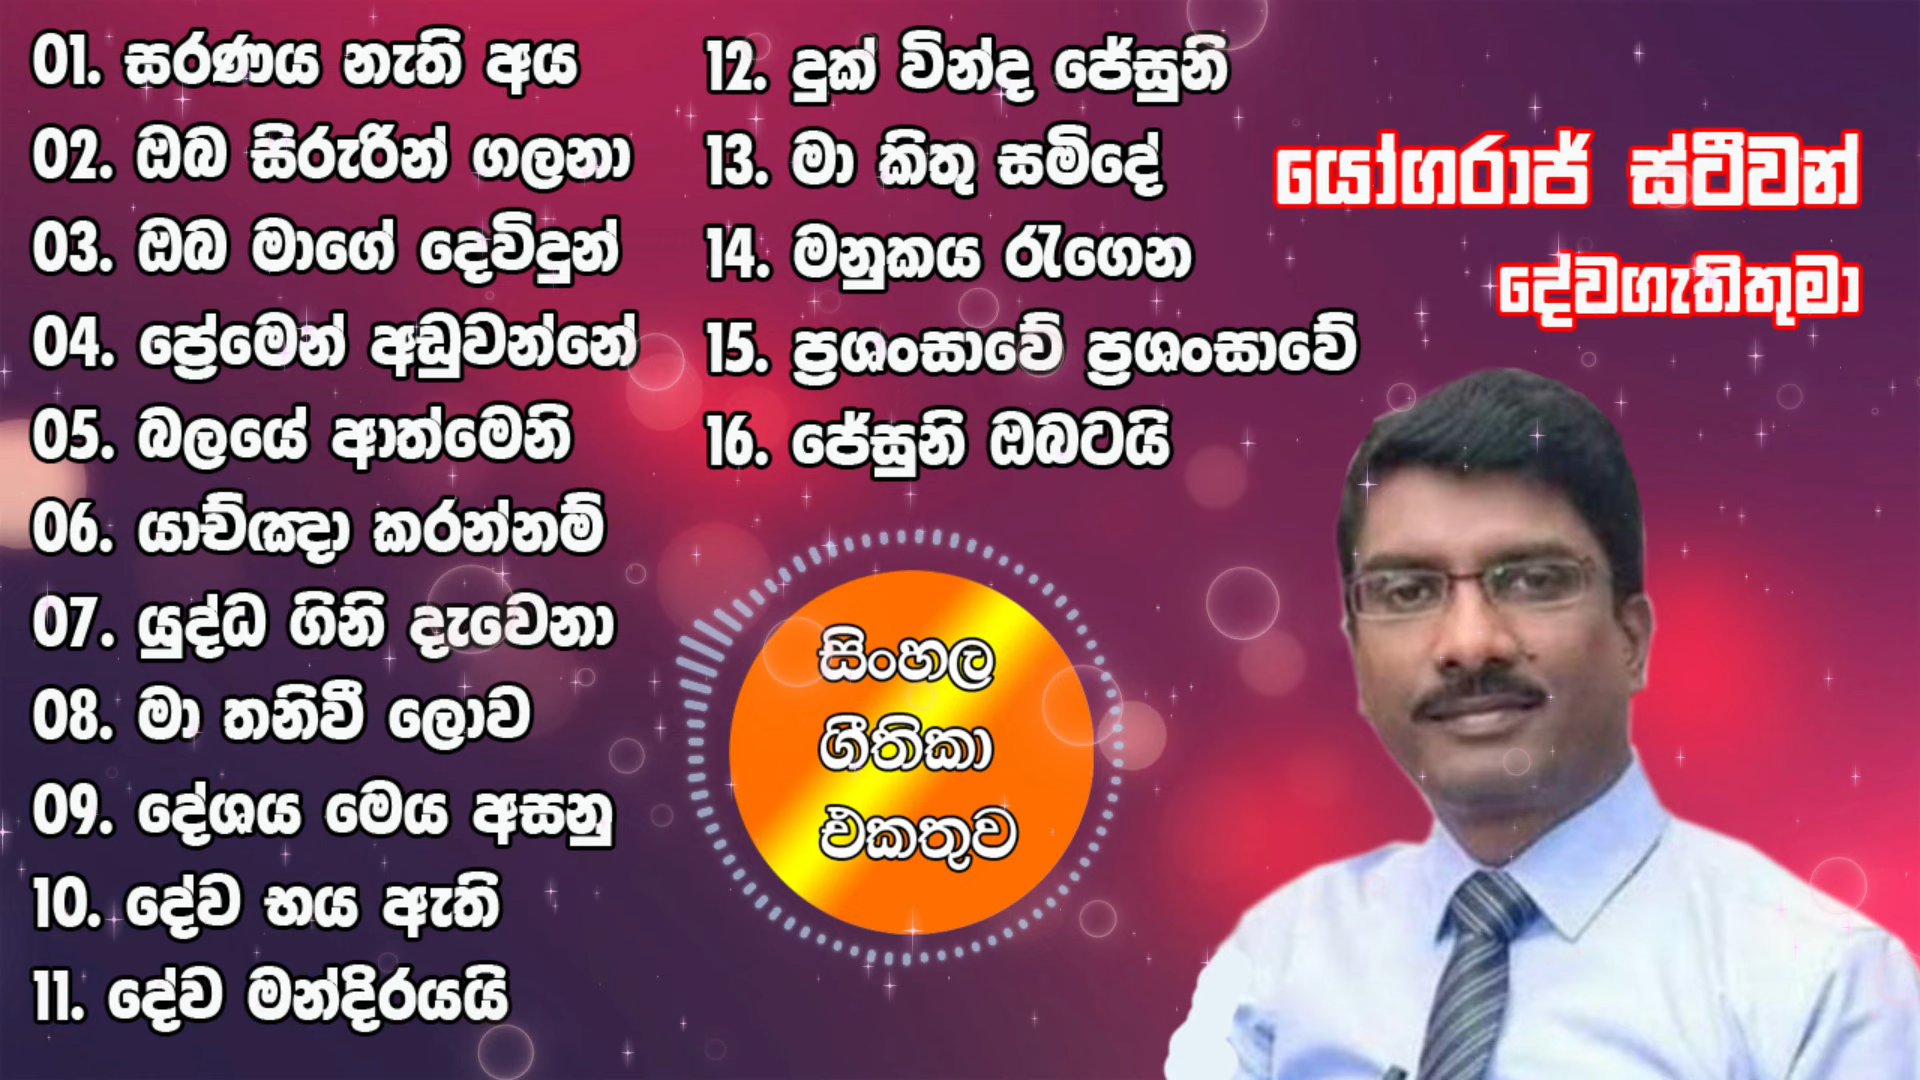 01. සරණය නැති අය
02. ඔබ සිරුරින් ගලනා
03. ඔබ මාගේ දෙවිඳුන්
04. ප්‍රේමෙන් අඩුවන්නේ
05. බලයේ ආත්මෙනි
06. යාච්ඤා කරන්නම්
07. යුද්ධ ගිනි දැවෙනා
08. මා තනිවී ලොව
09. දේශය මෙය අසනු
10. දේව භය ඇති
11. දේව මන්දිරයයි
12. දුක් වින්ද ජේසුනි
13. මා කිතු සමිදේ
14. මනුකය රැගෙන
15. ප්‍රශංසාවේ ප්‍රශංසාවේ
16. ජේසුනි ඔබටයි
යෝගරාජ් ස්ටීවන්
දේවගැතිතුමා
සිංහල
ගීතිකා
එකතුව